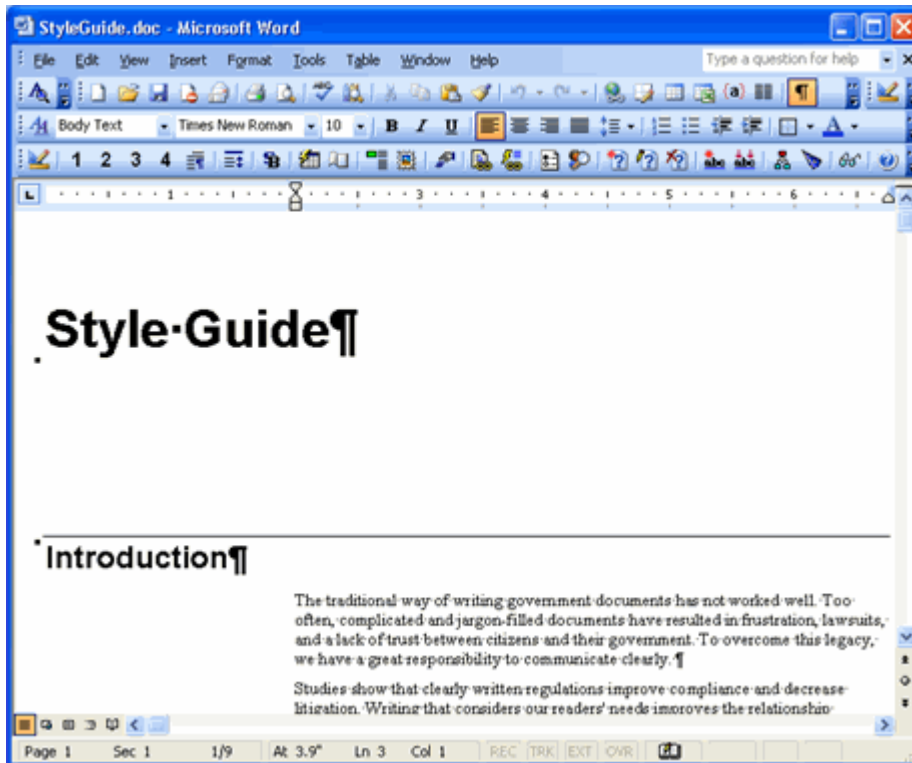 StyleGuide.doc - Microsoft Word
File Edit View Insert Format Tools Table Window Help Type a question for help
Body Text Times New Roman 10 B I U
1 2 3 4
1 3 4 5 6
Style·Guide¶
Introduction¶
The·traditional·way·of·writing·government·documents·has·not·worked·well.·Too·
often,·complicated·and·jargon-filled·documents·have·resulted·in·frustration,·lawsuits,·
and·a·lack·of·trust·between·citizens·and·their·government.·To·overcome·this·legacy,·
we·have·a·great·responsibility·to·communicate·clearly.·¶
Studies·show·that·clearly·written·regulations·improve·compliance·and·decrease·
litigation.·Writing·that·considers·our·readers'·needs·improves·the·relationship·
Page 1 Sec 1 1/9 At 3.9" Ln 3 Col 1 REC TRK EXT OVR